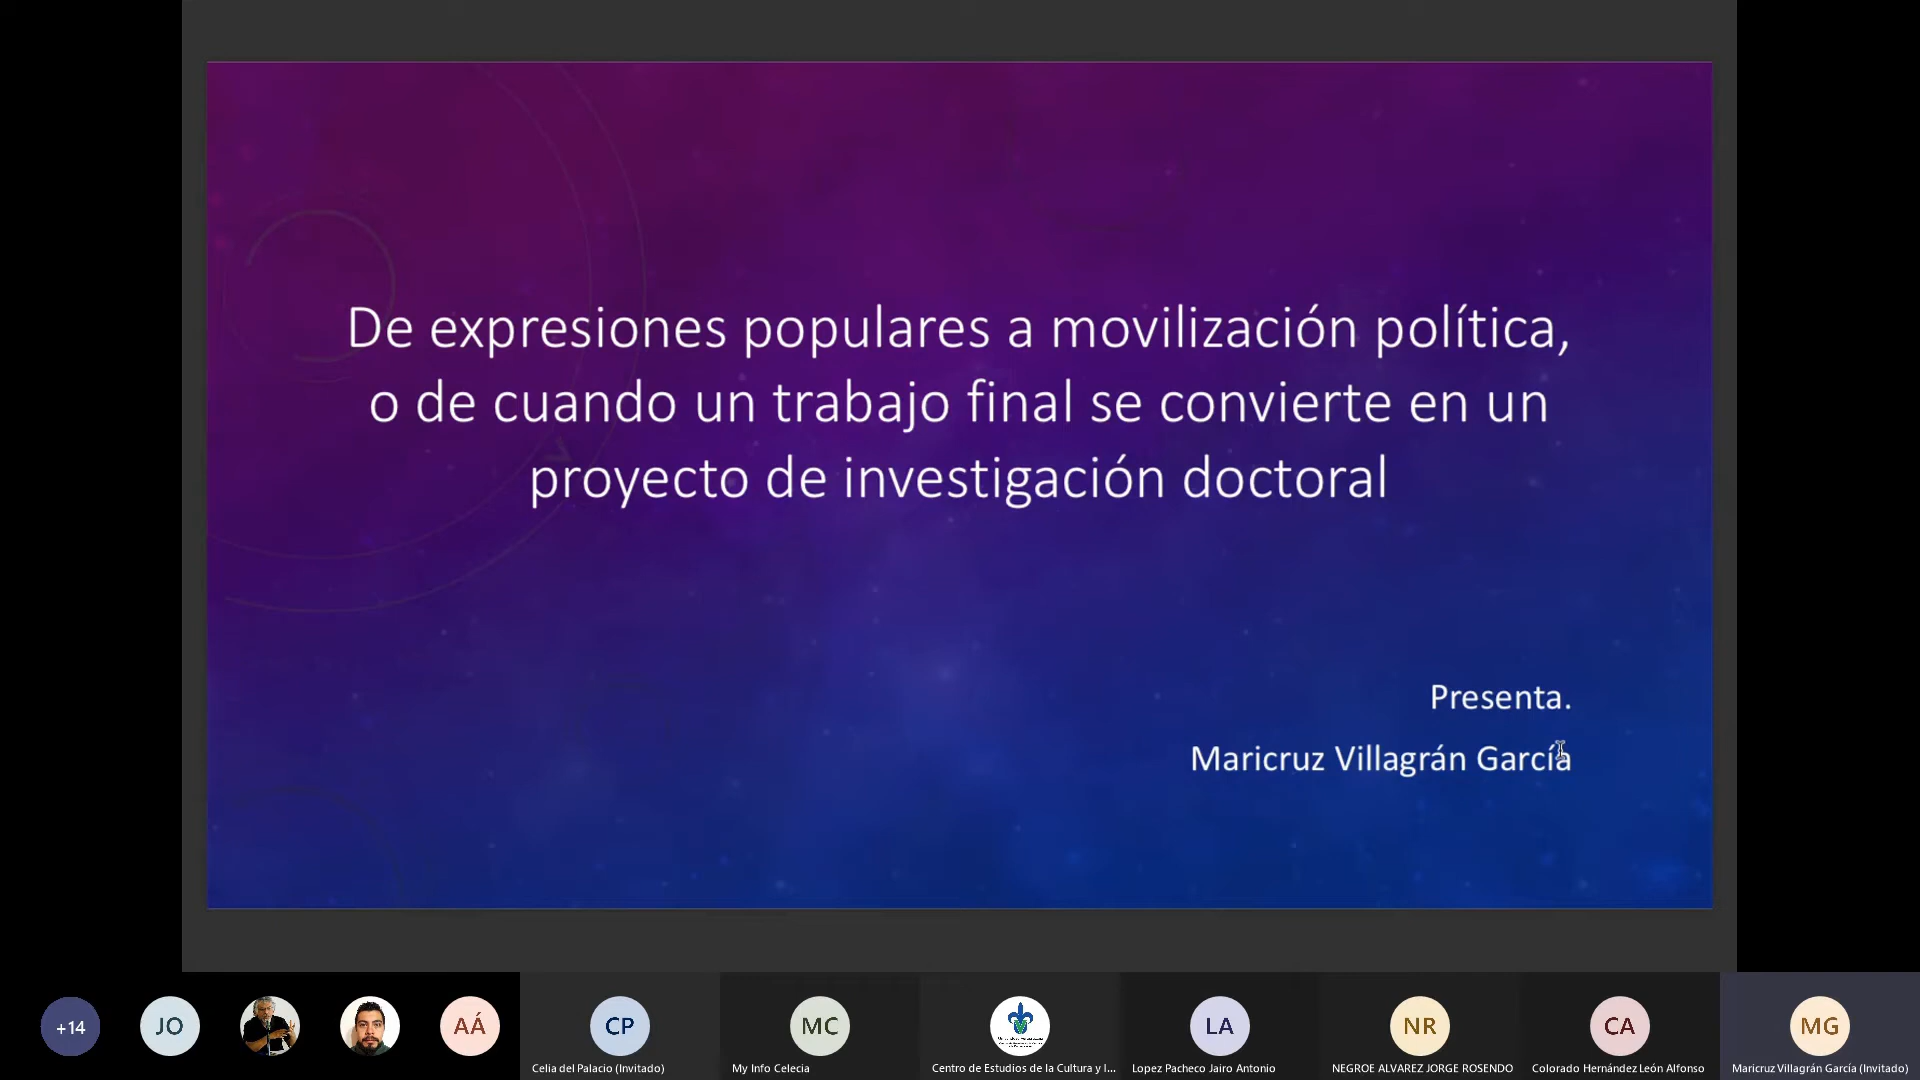 De expresiones populares a movilización política,
o de cuando un trabajo final se convierte en un
proyecto de investigación doctoral
Presenta.
Maricruz Villagrán García
+14
JO
AÁ
CP
MC
LA
NR
CA
MG
Celia del Palacio (Invitado)
My Info Celecia
Centro de Estudios de la Cultura y l...
Lopez Pacheco Jairo Antonio
NEGROE ALVAREZ JORGE ROSENDO
Colorado Hernández León Alfonso
Maricruz Villagrán García (Invitado)